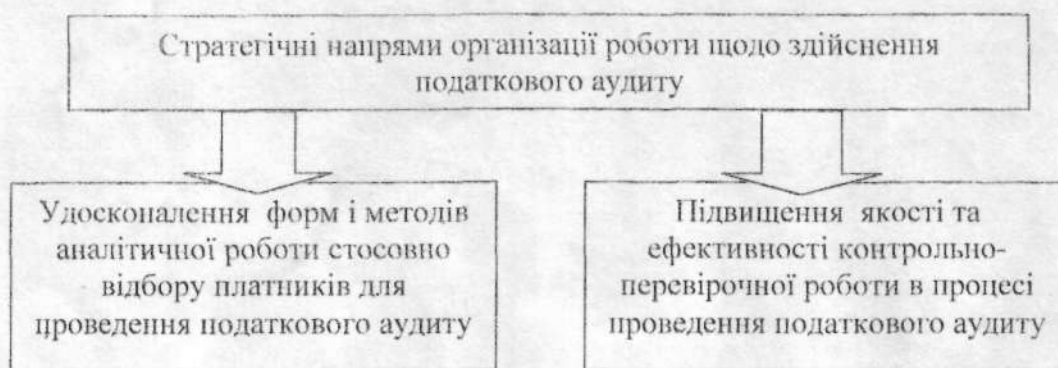 Стратегічні напрями організації роботи щодо здійснення
податкового аудиту
Удосконалення форм і методів
аналітичної роботи стосовно
відбору платників для
проведення податкового аудиту
Підвищення якості та
ефективності контрольно-
перевірочної роботи в процесі
проведення податкового аудиту